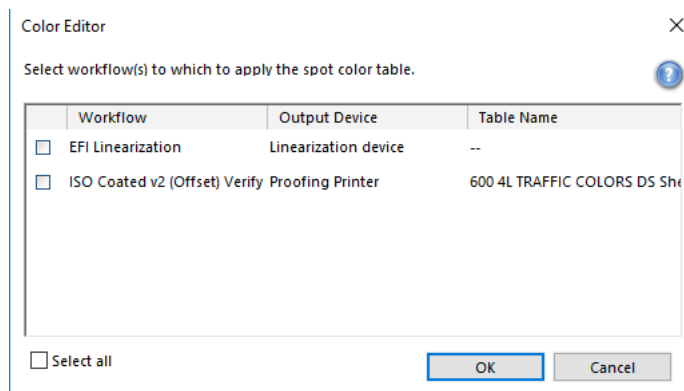 Color Editor
Select workflow(s) to which to apply the spot color table.
Workflow Output Device Table Name
EFI Linearization Linearization device --
ISO Coated v2 (Offset) Verify Proofing Printer 600 4L TRAFFIC COLORS DS She
Select all OK Cancel